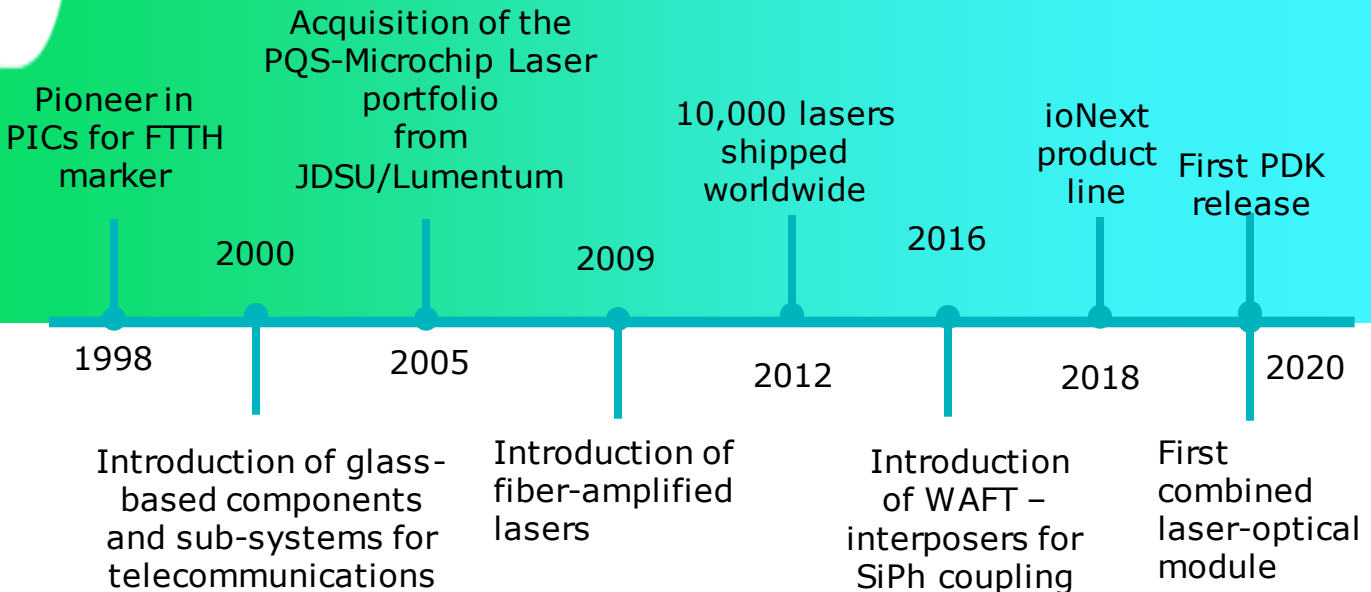 Pioneer in
PICs for FTTH
marker
1998
2000
Introduction of glass-
based components
and sub-systems for
telecommunications
Acquisition of the
PQS-Microchip Laser
portfolio
from
JDSU/Lumentum
2005
2009
Introduction of
fiber-amplified
lasers
10,000 lasers
shipped
worldwide
2012
2016
Introduction
of WAFT –
interposers for
SiPh coupling
ioNext
product
line
2018
First PDK
release
2020
First
combined
laser-optical
module